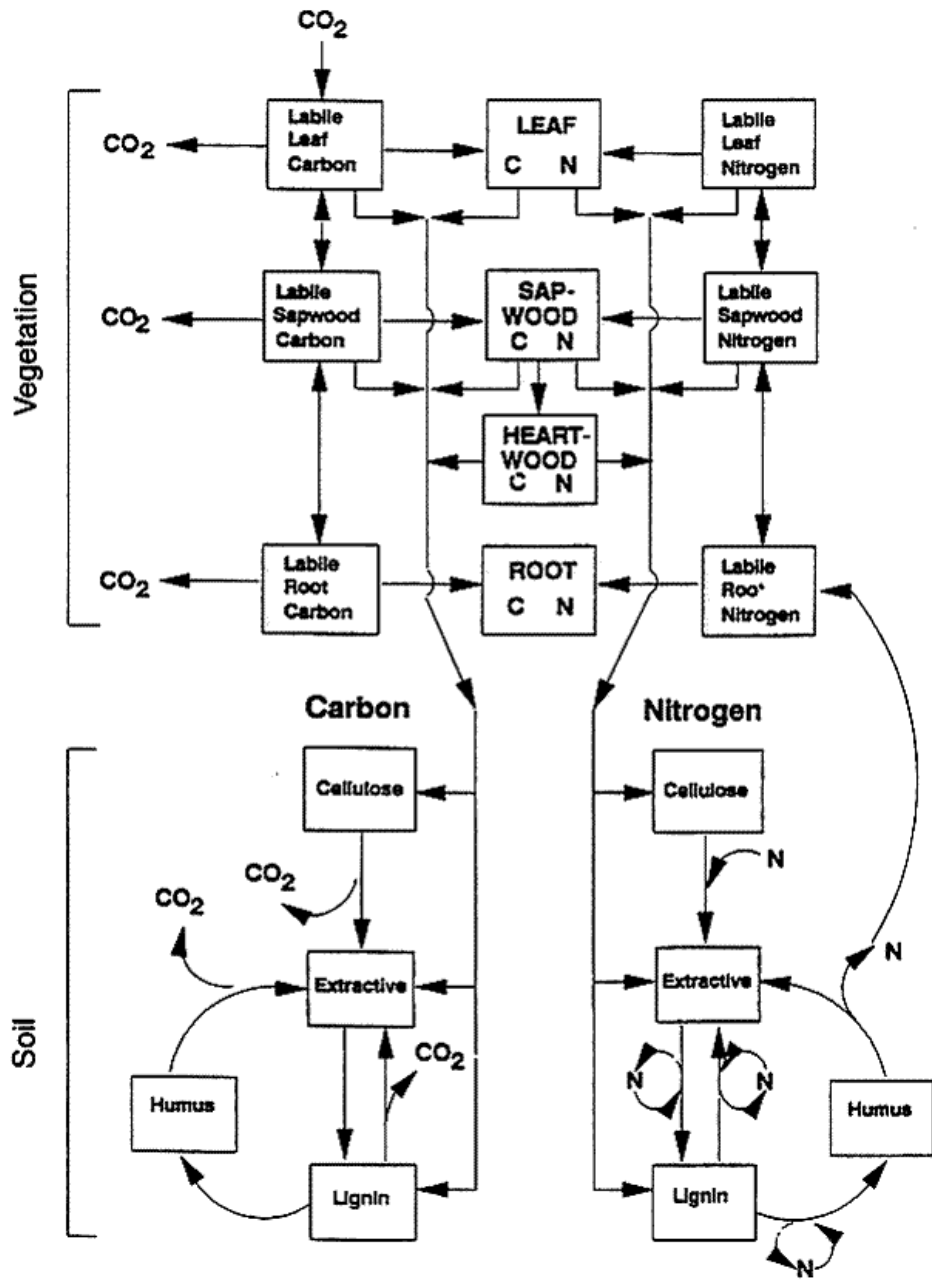 CO2
Vegetation
CO2
Labile
Leaf
Carbon
LEAF
C N
Labile
Leaf
Nitrogen
CO2
Labile
Sapwood
Carbon
SAP-
WOOD
C N
Labile
Sapwood
Nitrogen
HEART-
WOOD
C N
CO2
Labile
Root
Carbon
ROOT
C N
Labile
Roo*
Nitrogen
Carbon
Nitrogen
Soil
Cellulose
Cellulose
CO2
N
CO2
Extractive
Extractive
N
CO2
N
N
Humus
Humus
Lignin
Lignin
N